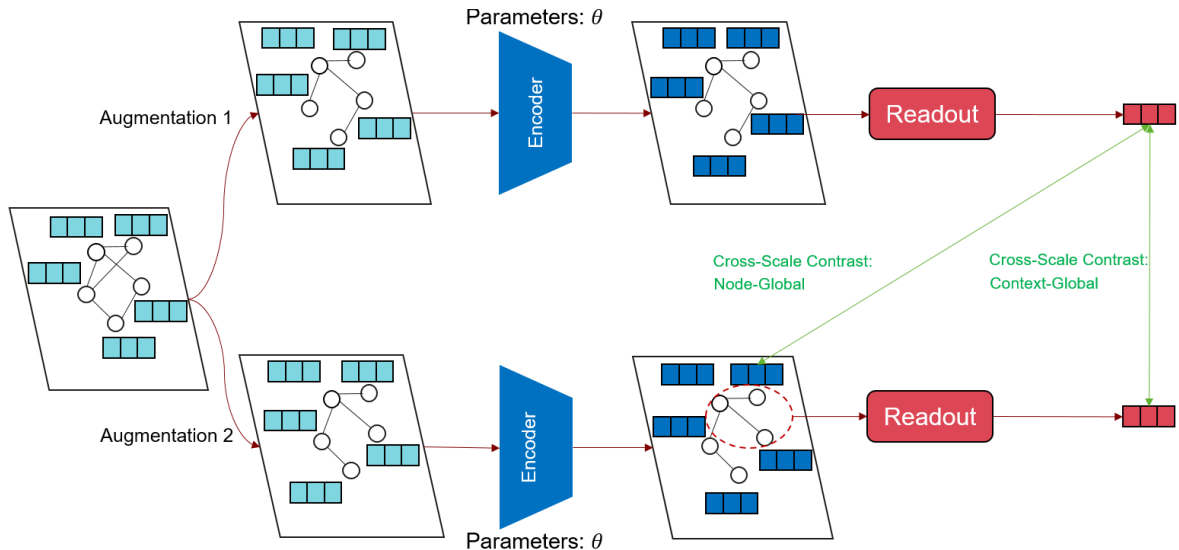 Parameters: θ
Augmentation 1
Encoder
Readout
Cross-Scale Contrast:
Node-Global
Cross-Scale Contrast:
Context-Global
Augmentation 2
Encoder
Readout
Parameters: θ